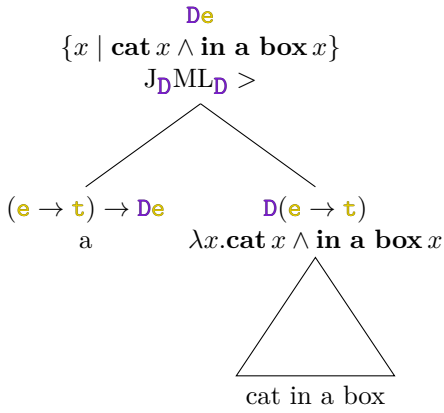 De
{x | cat x ∧ in a box x}
J_D ML_D >
(e → t) → De
a
D(e → t)
λx.cat x ∧ in a box x
cat in a box